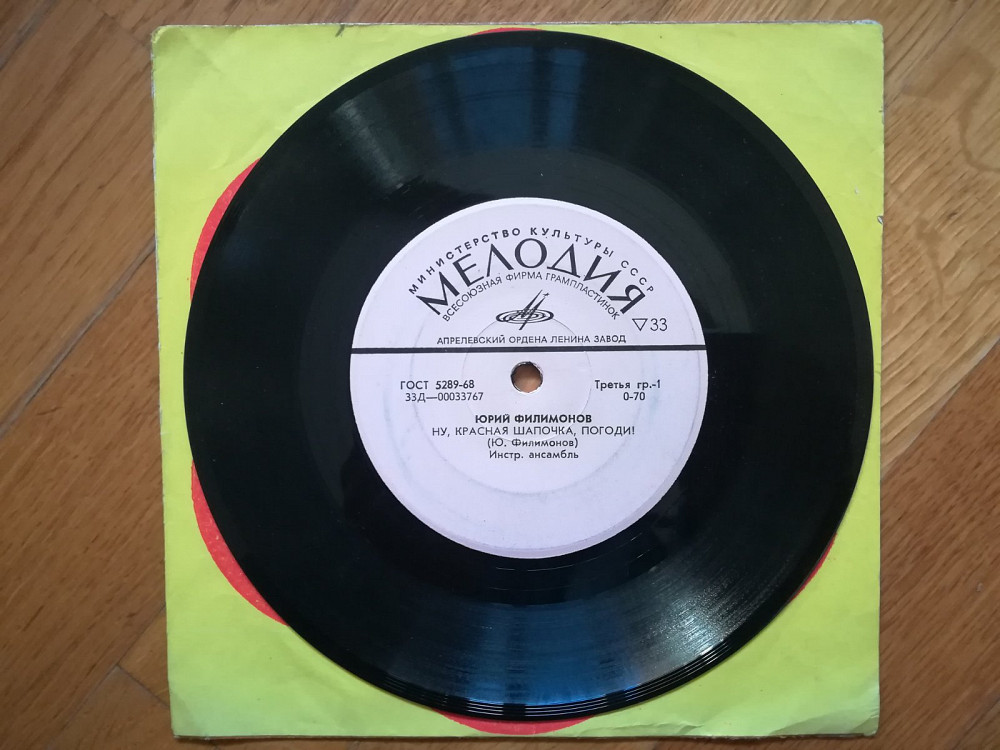 МИНИСТЕРСТВО КУЛЬТУРЫ СССР
МЕЛОДИЯ
ВСЕСОЮЗНАЯ ФИРМА ГРАМПЛАСТИНОК
▽33
АПРЕЛЕВСКИЙ ОРДЕНА ЛЕНИНА ЗАВОД
ГОСТ 5289-68 Третья гр.-1
33Д—00033767 0-70
ЮРИЙ ФИЛИМОНОВ
НУ, КРАСНАЯ ШАПОЧКА, ПОГОДИ!
(Ю. Филимонов)
Инстр. ансамбль